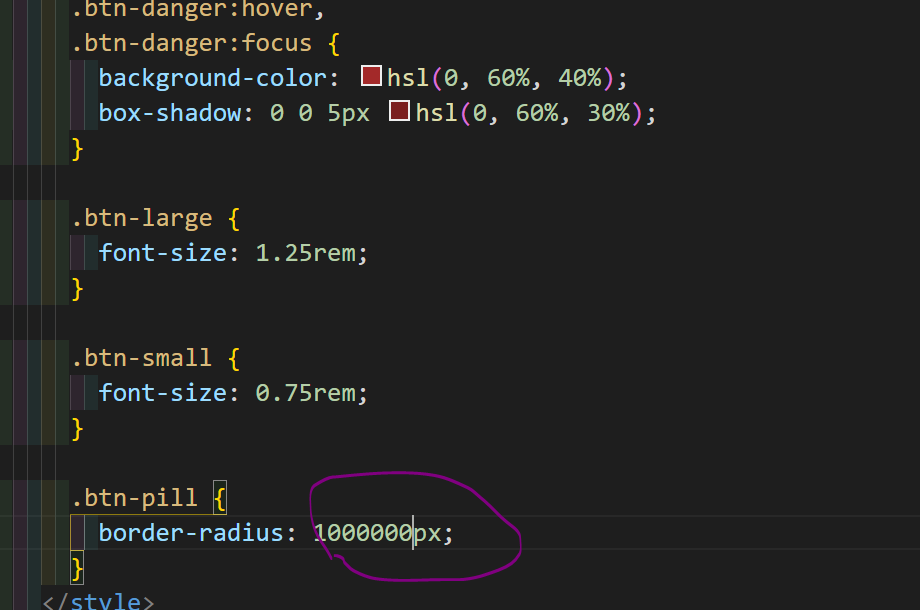 .btn-danger:hover,
.btn-danger:focus {
background-color: hsl(0, 60%, 40%);
box-shadow: 0 0 5px hsl(0, 60%, 30%);
}
.btn-large {
font-size: 1.25rem;
}
.btn-small {
font-size: 0.75rem;
}
.btn-pill {
border-radius: 1000000px;
}
</style>